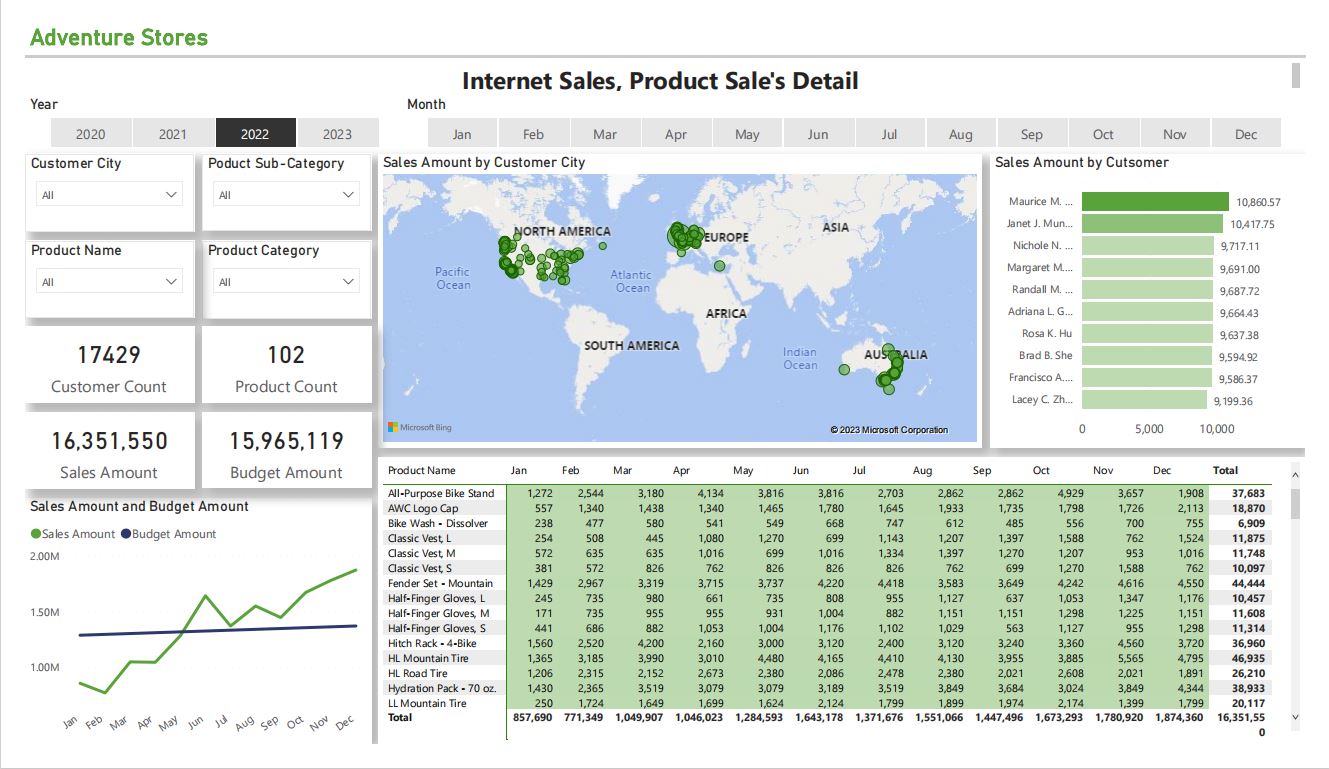 Adventure Stores
Internet Sales, Product Sale's Detail
Year
Month
2020 2021 2022 2023
Jan Feb Mar Apr May Jun Jul Aug Sep Oct Nov Dec
Customer City
All
Poduct Sub-Category
All
Product Name
All
Product Category
All
17429
Customer Count
102
Product Count
16,351,550
Sales Amount
15,965,119
Budget Amount
Sales Amount and Budget Amount
Sales Amount Budget Amount
2.00M
1.50M
1.00M
Jan Feb Mar Apr May Jun Jul Aug Sep Oct Nov Dec
Sales Amount by Customer City
NORTH AMERICA
EUROPE
ASIA
Pacific
Ocean
Atlantic
Ocean
AFRICA
SOUTH AMERICA
Indian
Ocean
AUSTRALIA
Microsoft Bing
© 2023 Microsoft Corporation
Sales Amount by Cutsomer
Maurice M. ... 10,860.57
Janet J. Mun... 10,417.75
Nichole N. ... 9,717.11
Margaret M.... 9,691.00
Randall M. ... 9,687.72
Adriana L. G... 9,664.43
Rosa K. Hu 9,637.38
Brad B. She 9,594.92
Francisco A.... 9,586.37
Lacey C. Zh... 9,199.36
0 5,000 10,000
Product Name Jan Feb Mar Apr May Jun Jul Aug Sep Oct Nov Dec Total
All-Purpose Bike Stand 1,272 2,544 3,180 4,134 3,816 3,816 2,703 2,862 2,862 4,929 3,657 1,908 37,683
AWC Logo Cap 557 1,340 1,438 1,340 1,465 1,780 1,645 1,933 1,735 1,798 1,726 2,113 18,870
Bike Wash - Dissolver 238 477 580 541 549 668 747 612 485 556 700 755 6,909
Classic Vest, L 254 508 445 1,080 1,270 699 1,143 1,207 1,397 1,588 762 1,524 11,875
Classic Vest, M 572 635 635 1,016 699 1,016 1,334 1,397 1,270 1,207 953 1,016 11,748
Classic Vest, S 381 572 826 762 826 826 826 762 699 1,270 1,588 762 10,097
Fender Set - Mountain 1,429 2,967 3,319 3,715 3,737 4,220 4,418 3,583 3,649 4,242 4,616 4,550 44,444
Half-Finger Gloves, L 245 735 980 661 735 808 955 1,127 637 1,053 1,347 1,176 10,457
Half-Finger Gloves, M 171 735 955 955 931 1,004 882 1,151 1,151 1,298 1,225 1,151 11,608
Half-Finger Gloves, S 441 686 882 1,053 1,004 1,176 1,102 1,029 563 1,127 955 1,298 11,314
Hitch Rack - 4-Bike 1,560 2,520 4,200 2,160 3,000 3,120 2,400 3,120 3,240 3,360 4,560 3,720 36,960
HL Mountain Tire 1,365 3,185 3,990 3,010 4,480 4,165 4,410 4,130 3,955 3,885 5,565 4,795 46,935
HL Road Tire 1,206 2,315 2,152 2,673 2,380 2,086 2,478 2,380 2,021 2,608 2,021 1,891 26,210
Hydration Pack - 70 oz. 1,430 2,365 3,519 3,079 3,079 3,189 3,519 3,849 3,684 3,024 3,849 4,344 38,933
LL Mountain Tire 250 1,724 1,649 1,699 1,624 2,124 1,799 1,899 1,974 2,174 1,399 1,799 20,117
Total 857,690 771,349 1,049,907 1,046,023 1,284,593 1,643,178 1,371,676 1,551,066 1,447,496 1,673,293 1,780,920 1,874,360 16,351,55
0